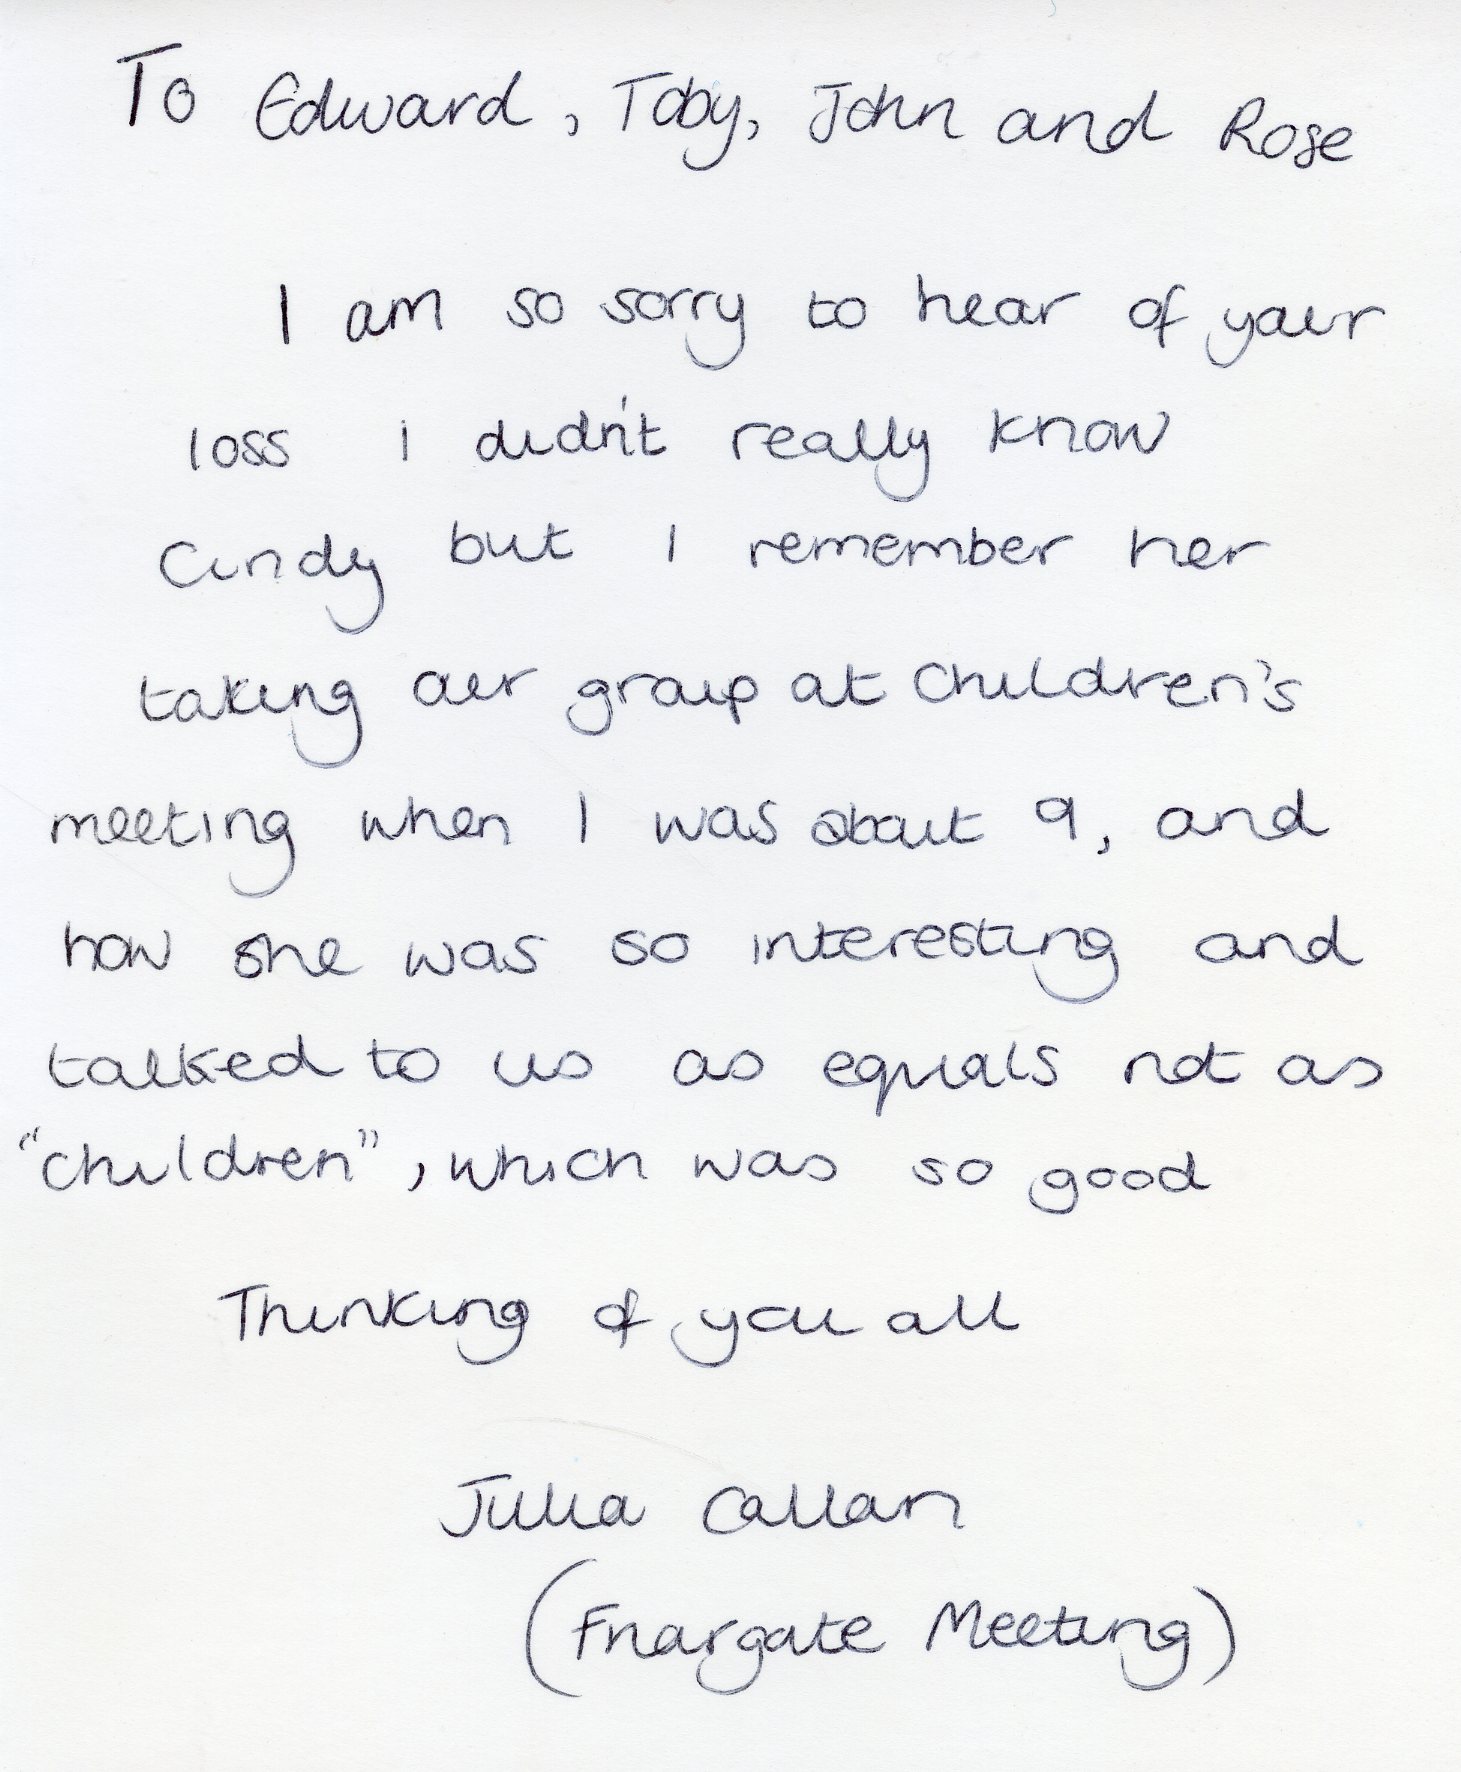 To Edward, Toby, John and Rose
I am so sorry to hear of your
loss I didn't really know
Cindy but I remember her
taking our group at Children's
meeting when I was about 9, and
how she was so interesting and
talked to us as equals not as
"children", which was so good
Thinking of you all
Julia Callan
(Fnargate Meeting)